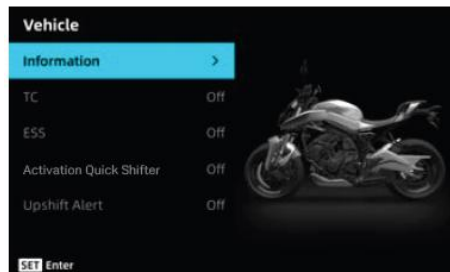 Vehicle
Information >
TC Off
ESS Off
Activation Quick Shifter Off
Upshift Alert Off
SET Enter